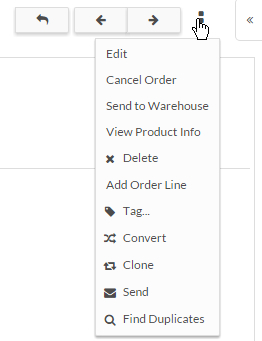 Edit
Cancel Order
Send to Warehouse
View Product Info
Delete
Add Order Line
Tag...
Convert
Clone
Send
Find Duplicates